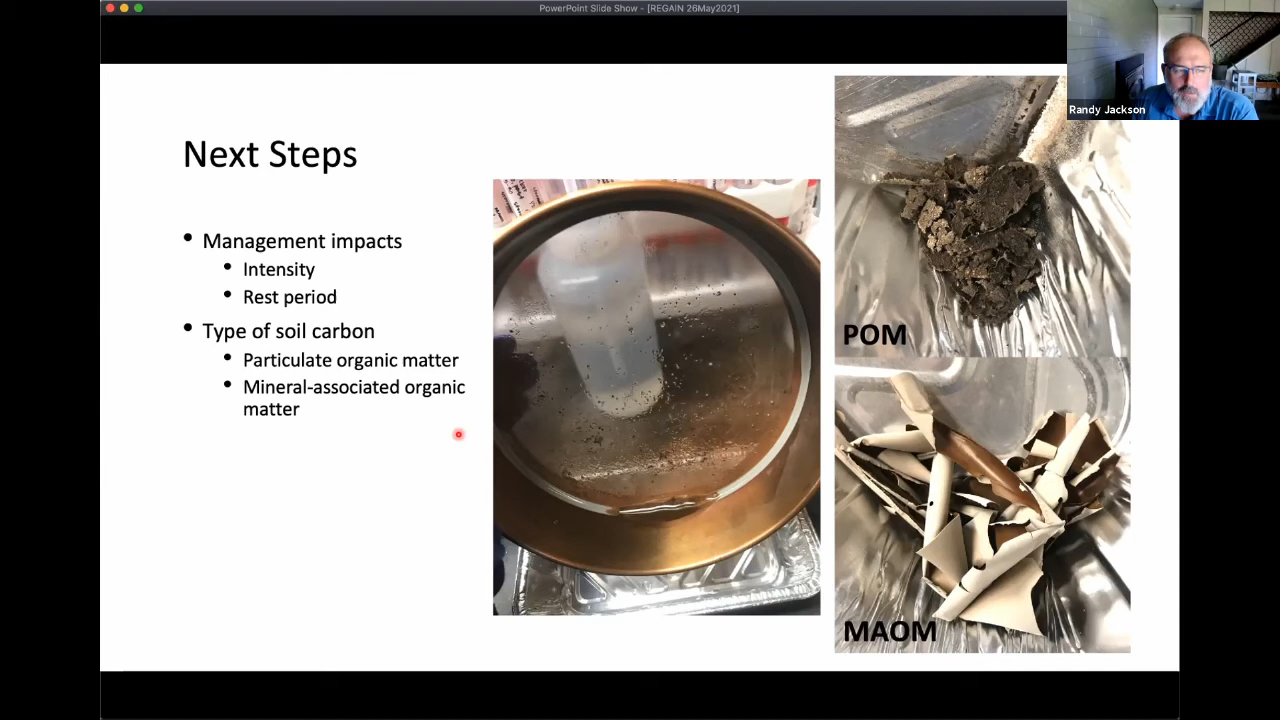 PowerPoint Slide Show - [REGAIN 26May2021]
Randy Jackson
Next Steps
• Management impacts
• Intensity
• Rest period
• Type of soil carbon
• Particulate organic matter
• Mineral-associated organic
matter
POM
MAOM